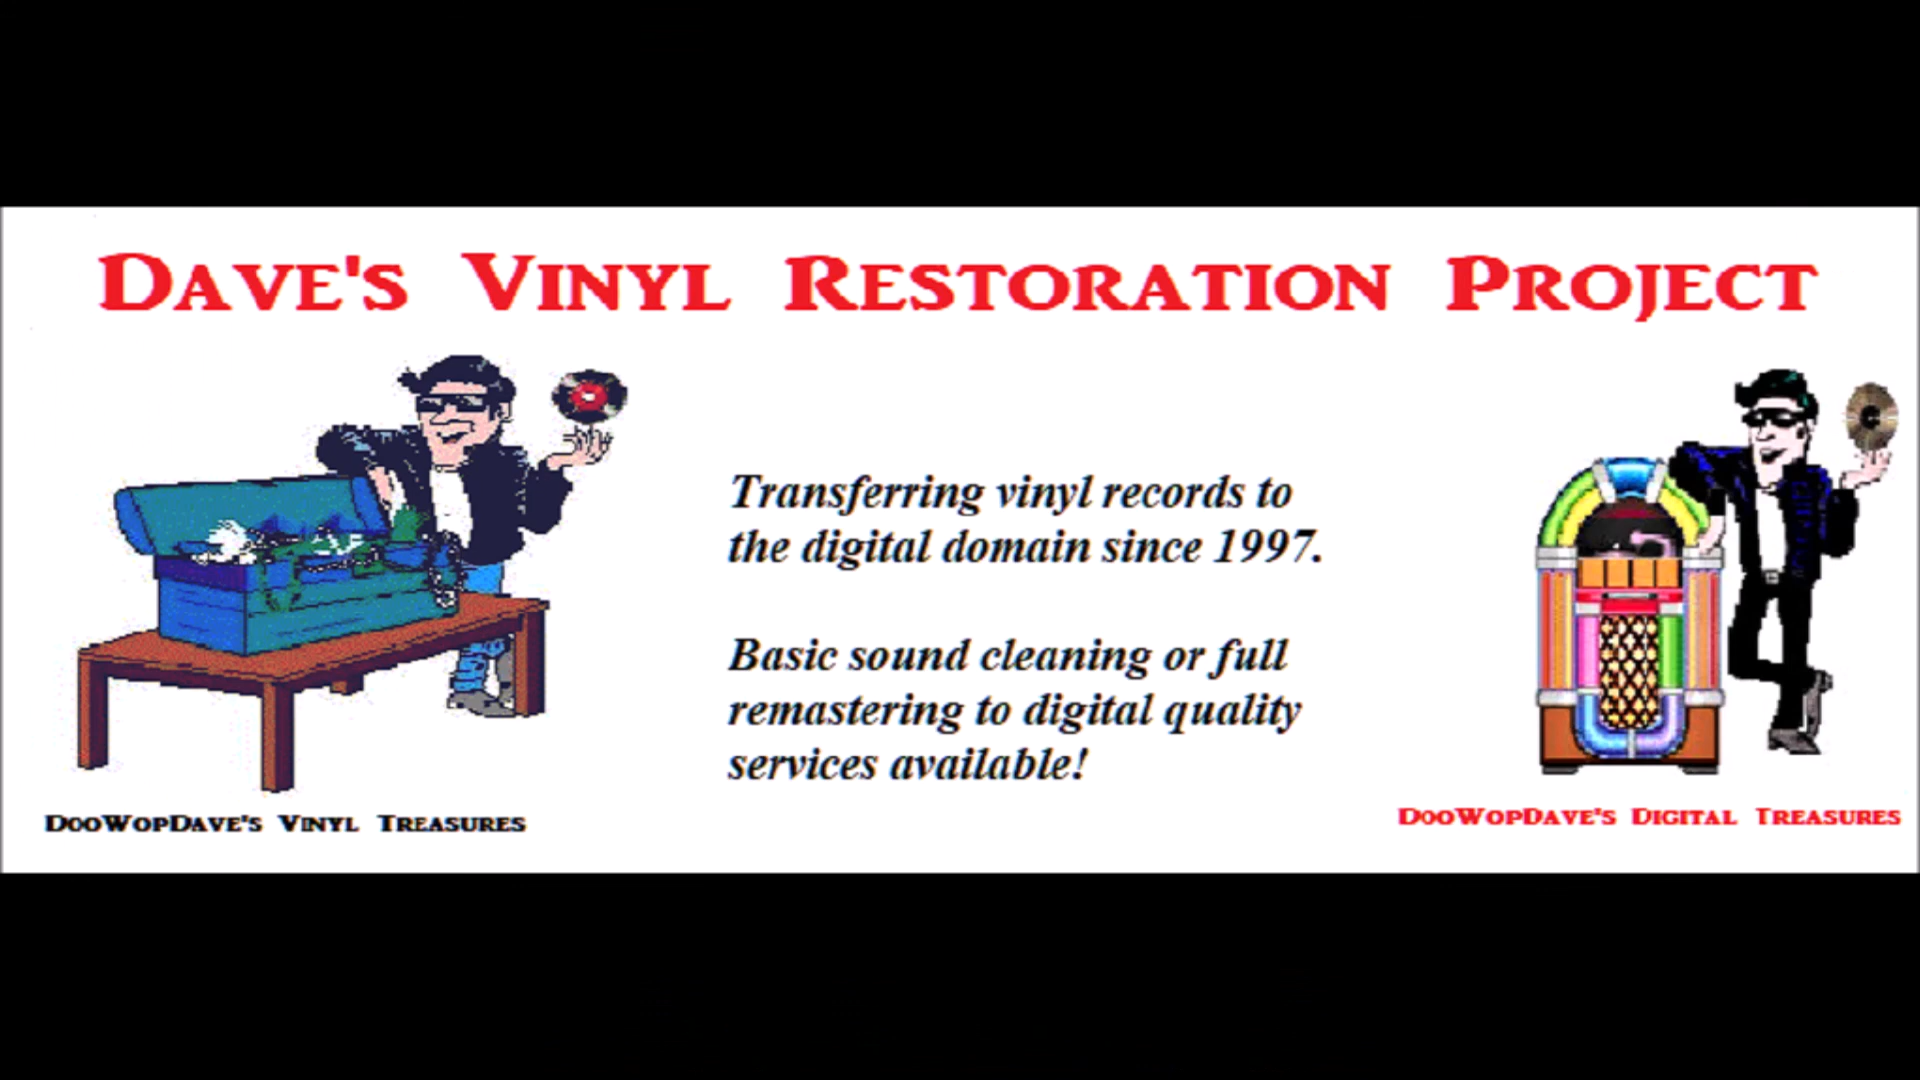 Dave's Vinyl Restoration Project
Transferring vinyl records to
the digital domain since 1997.
Basic sound cleaning or full
remastering to digital quality
services available!
DooWopDave's Vinyl Treasures
DooWopDave's Digital Treasures